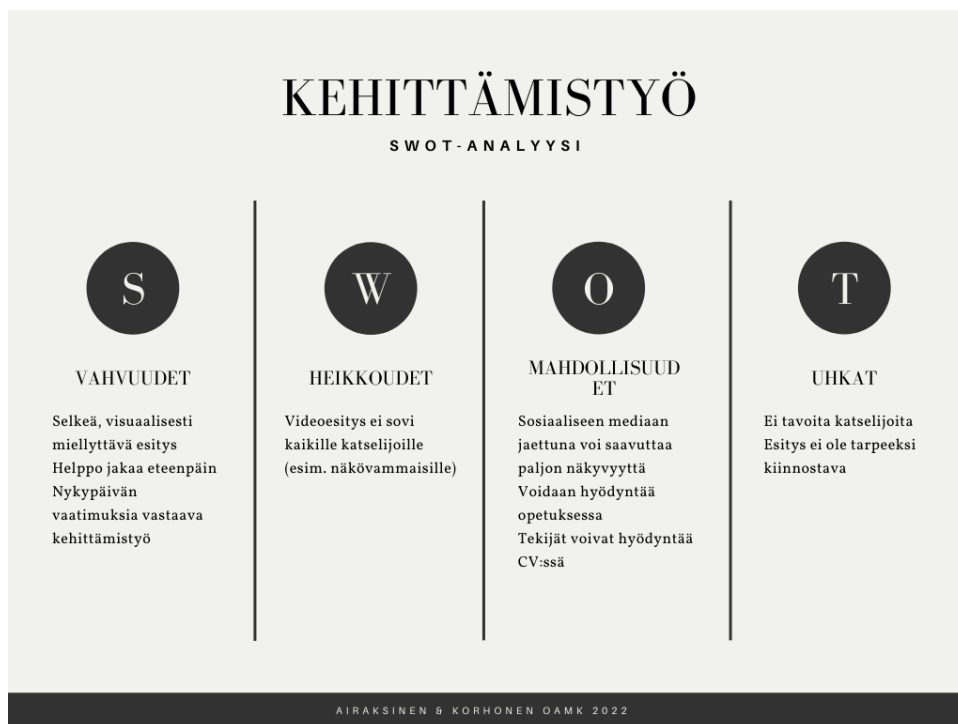 KEHITTÄMISTYÖ
SWOT-ANALYYSI
S
VAHVUUDET
Selkeä, visuaalisesti
miellyttävä esitys
Helppo jakaa eteenpäin
Nykypäivän
vaatimuksia vastaava
kehittämistyö
W
HEIKKOUDET
Videoesitys ei sovi
kaikille katselijoille
(esim. näkövammaisille)
O
MAHDOLLISUUD
ET
Sosiaaliseen mediaan
jaettuna voi saavuttaa
paljon näkyvyyttä
Voidaan hyödyntää
opetuksessa
Tekijät voivat hyödyntää
CV:ssä
T
UHKAT
Ei tavoita katselijoita
Esitys ei ole tarpeeksi
kiinnostava
AIRAKSINEN & KORHONEN OAMK 2022